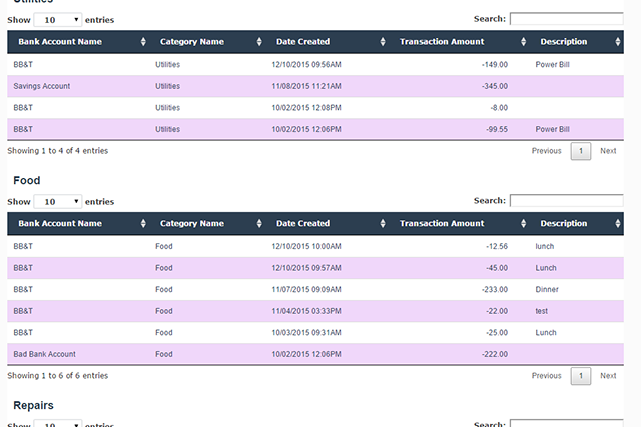 Utilities
Show 10 entries Search:
Bank Account Name Category Name Date Created Transaction Amount Description
BB&T Utilities 12/10/2015 09:56AM -149.00 Power Bill
Savings Account Utilities 11/08/2015 11:21AM -345.00
BB&T Utilities 10/02/2015 12:08PM -8.00
BB&T Utilities 10/02/2015 12:06PM -99.55 Power Bill
Showing 1 to 4 of 4 entries Previous 1 Next
Food
Show 10 entries Search:
Bank Account Name Category Name Date Created Transaction Amount Description
BB&T Food 12/10/2015 10:00AM -12.56 lunch
BB&T Food 12/10/2015 09:57AM -45.00 Lunch
BB&T Food 11/07/2015 09:09AM -233.00 Dinner
BB&T Food 11/04/2015 03:33PM -22.00 test
BB&T Food 10/03/2015 09:31AM -25.00 Lunch
Bad Bank Account Food 10/02/2015 12:06PM -222.00
Showing 1 to 6 of 6 entries Previous 1 Next
Repairs
Show 10 entries Search: